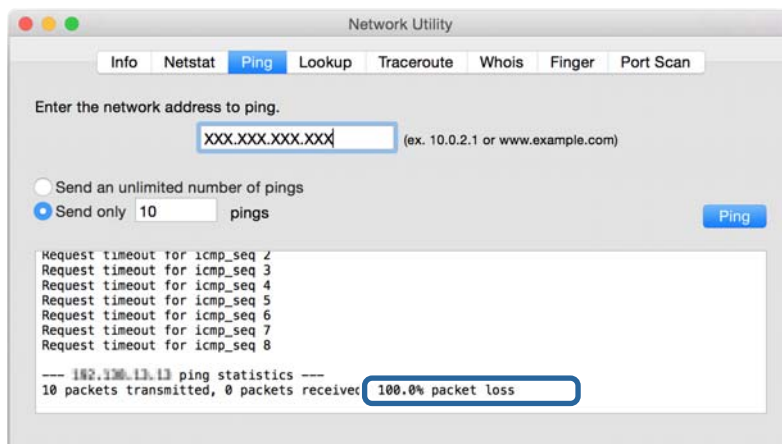 Network Utility
Info Netstat Ping Lookup Traceroute Whois Finger Port Scan
Enter the network address to ping.
XXX.XXX.XXX.XXX (ex. 10.0.2.1 or www.example.com)
Send an unlimited number of pings
Send only 10 pings
Ping
Request timeout for icmp_seq 2
Request timeout for icmp_seq 3
Request timeout for icmp_seq 4
Request timeout for icmp_seq 5
Request timeout for icmp_seq 6
Request timeout for icmp_seq 7
Request timeout for icmp_seq 8
--- ping statistics ---
10 packets transmitted, 0 packets received 100.0% packet loss